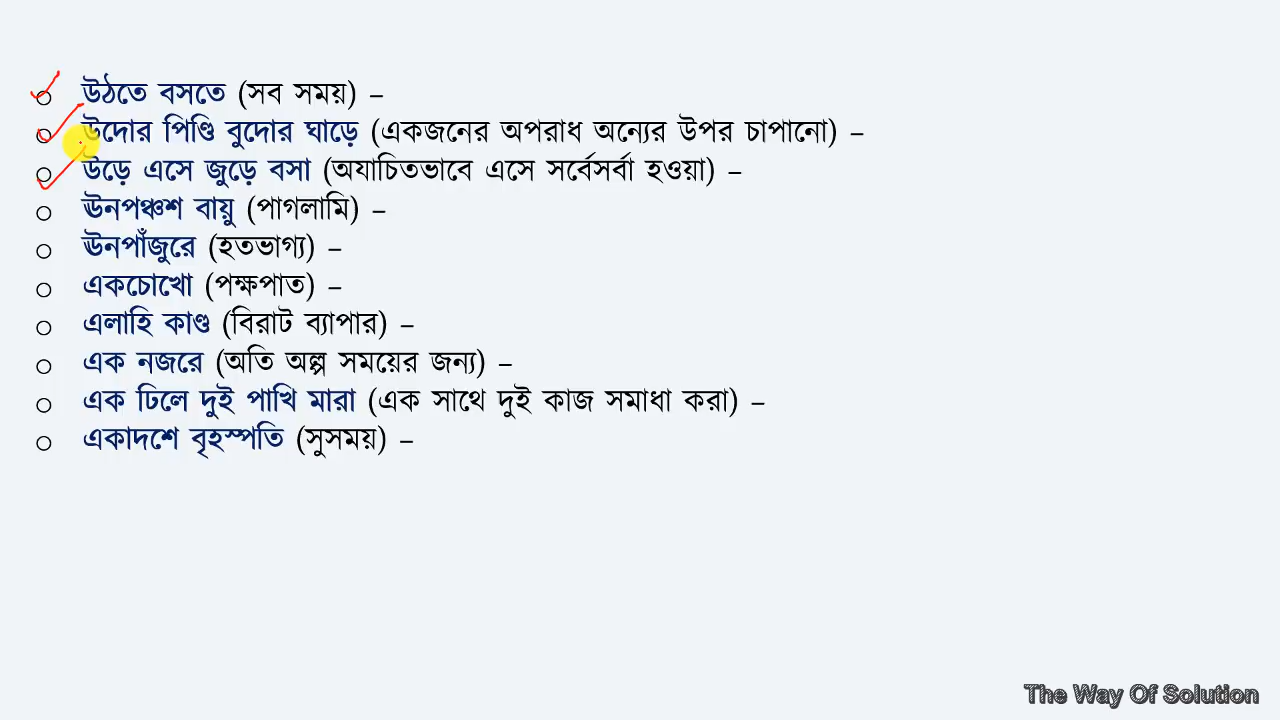 উঠতে বসতে (সব সময়) –
উদোর পিণ্ডি বুদোর ঘাড়ে (একজনের অপরাধ অন্যের উপর চাপানো) –
উড়ে এসে জুড়ে বসা (অযাচিতভাবে এসে সর্বেসর্বা হওয়া) –
ঊনপঞ্চশ বায়ু (পাগলামি) –
ঊনপাঁজুরে (হতভাগ্য) –
একচোখো (পক্ষপাত) –
এলাহি কাণ্ড (বিরাট ব্যাপার) –
এক নজরে (অতি অল্প সময়ের জন্য) –
এক ঢিলে দুই পাখি মারা (এক সাথে দুই কাজ সমাধা করা) –
একাদশে বৃহস্পতি (সুসময়) –
The Way Of Solution